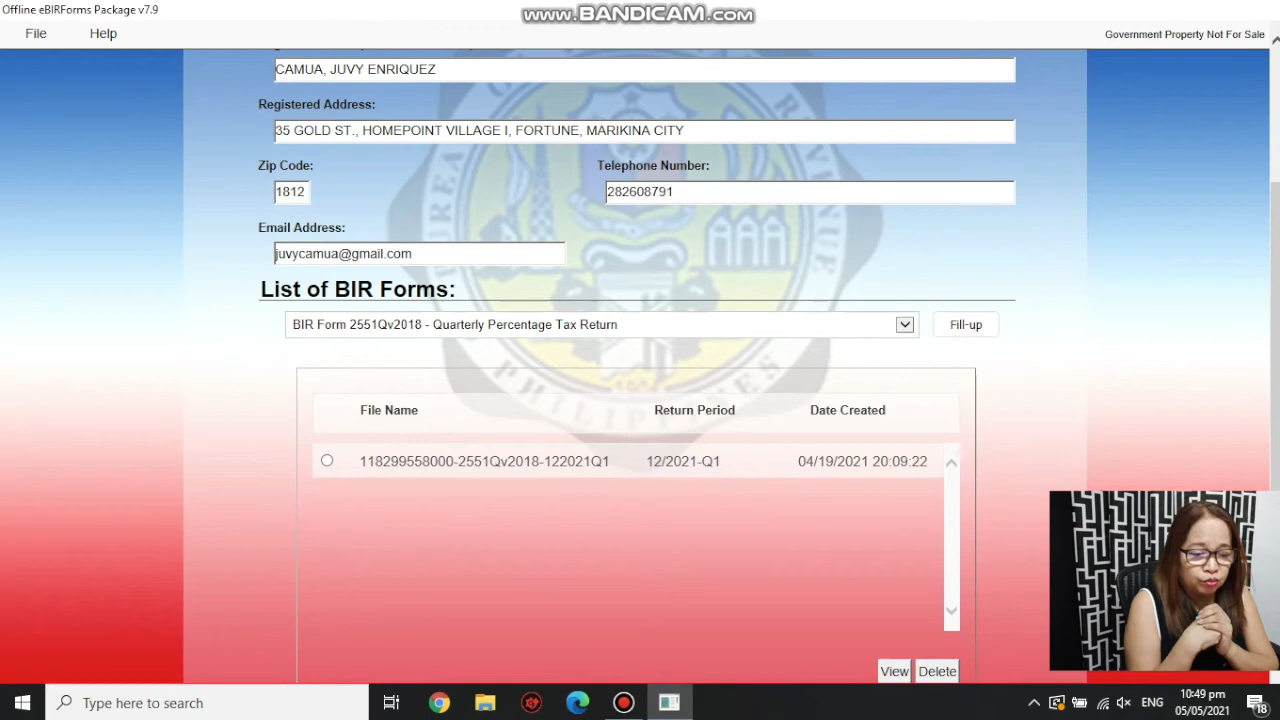 Offline eBIRForms Package v7.9
www.BANDICAM.com
File Help Government Property Not For Sale
CAMUA, JUVY ENRIQUEZ
Registered Address:
35 GOLD ST., HOMEPOINT VILLAGE I, FORTUNE, MARIKINA CITY
Zip Code: Telephone Number:
1812 282608791
Email Address:
juvycamua@gmail.com
List of BIR Forms:
BIR Form 2551Qv2018 - Quarterly Percentage Tax Return Fill-up
File Name Return Period Date Created
118299558000-2551Qv2018-122021Q1 12/2021-Q1 04/19/2021 20:09:22
View Delete
Type here to search ENG 10:49 pm
05/05/2021 18